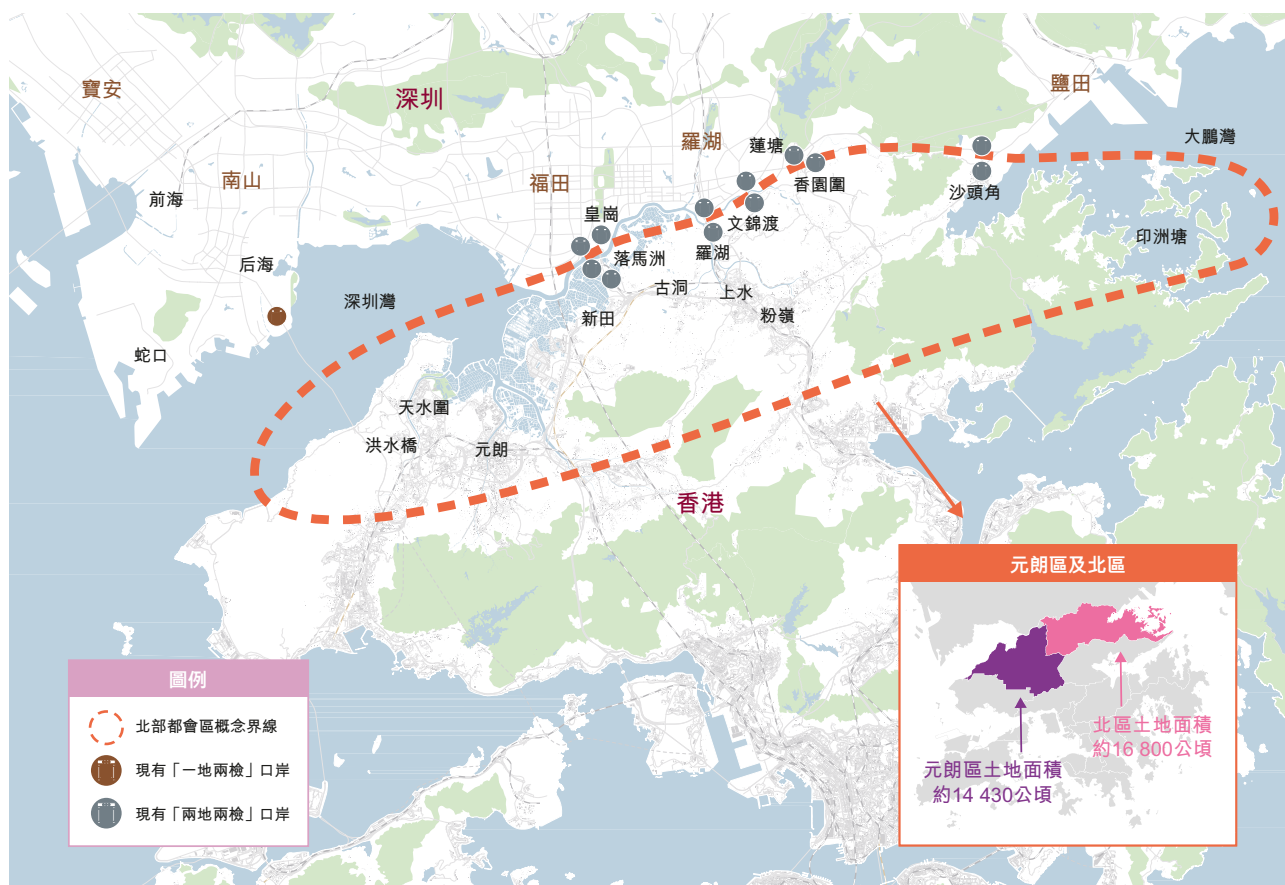 寶安
深圳
鹽田
大鵬灣
羅湖
蓮塘
南山
福田
香園圍
前海
沙頭角
皇崗
文錦渡
印洲塘
后海
落馬洲
羅湖
深圳灣
古洞
上水
新田
粉嶺
蛇口
天水圍
洪水橋
元朗
香港
元朗區及北區
北區土地面積
約16 800公頃
元朗區土地面積
約14 430公頃
圖例
北部都會區概念界線
現有「一地兩檢」口岸
現有「兩地兩檢」口岸